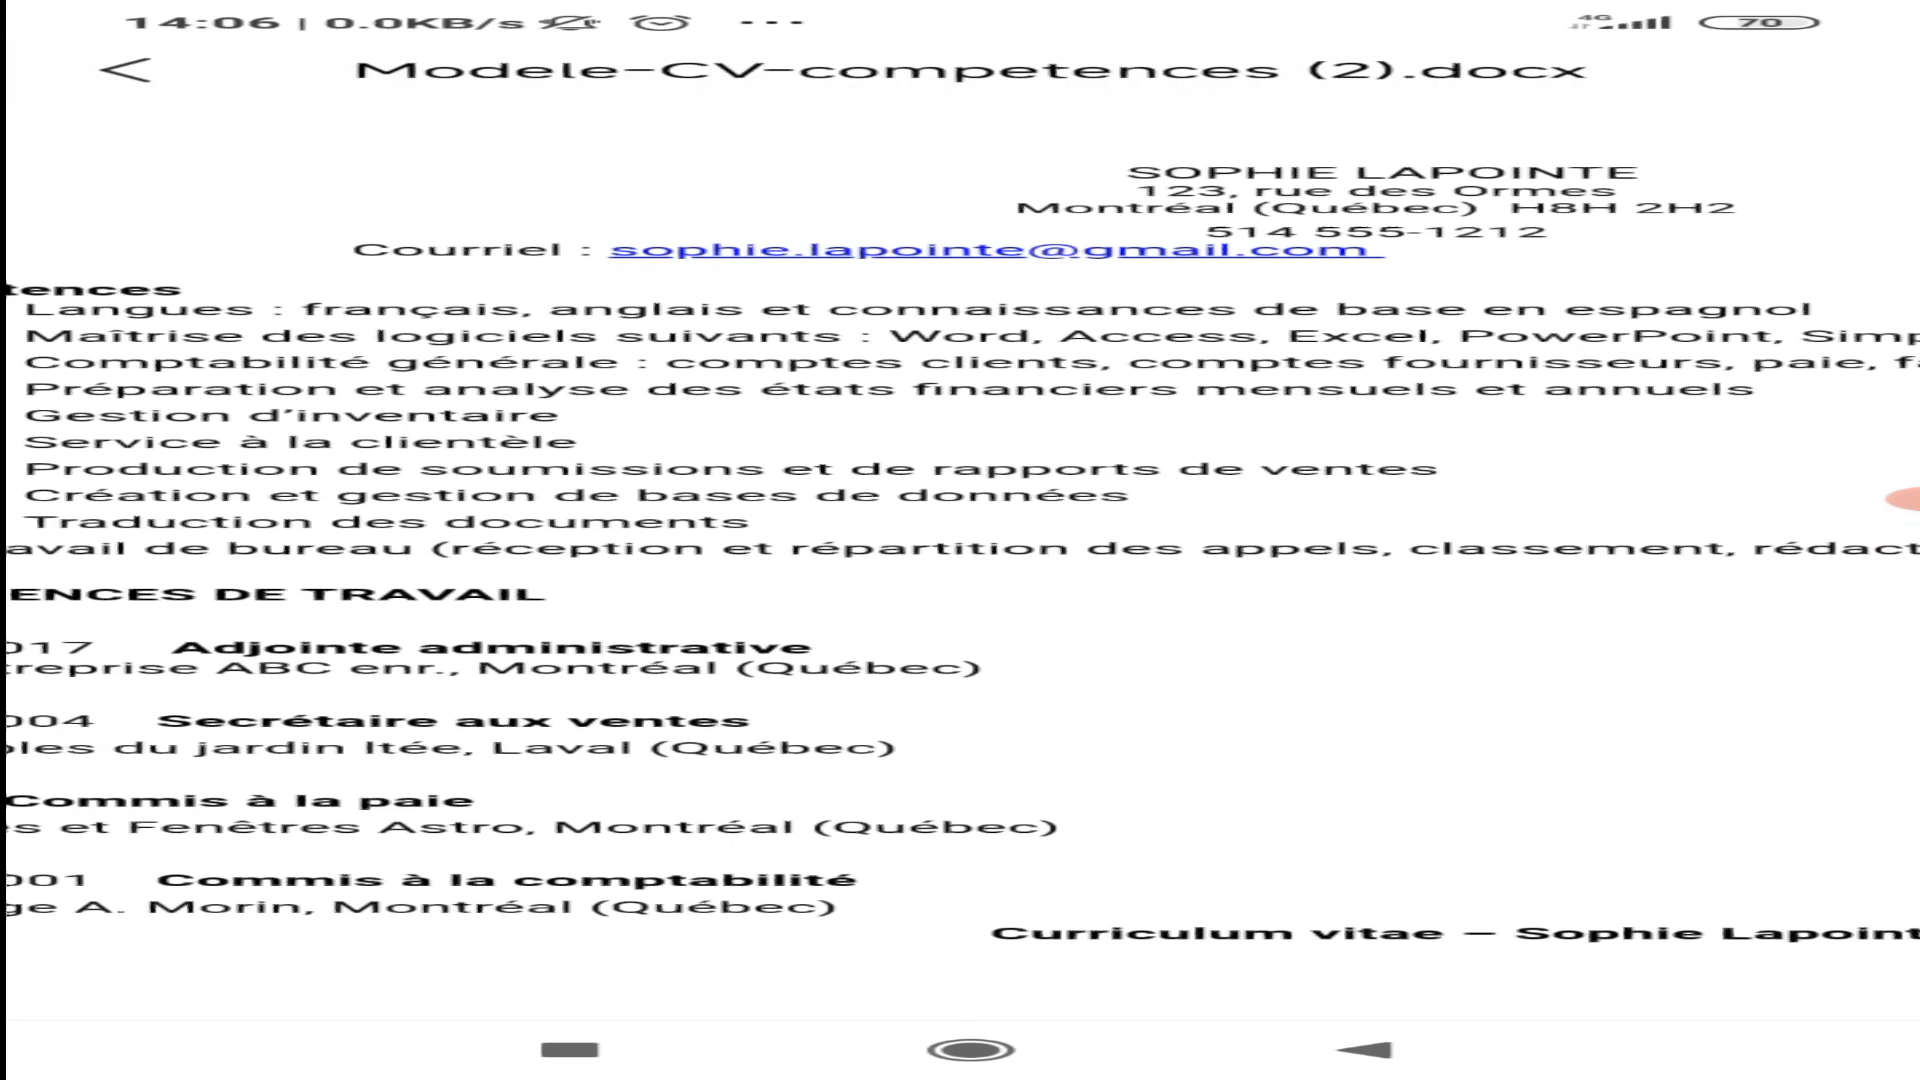 14:06 | 0.0KB/s ...
4G
70
Modele-CV-competences (2).docx
SOPHIE LAPOINTE
123, rue des Ormes
Montréal (Québec) H8H 2H2
514 555-1212
Courriel : sophie.lapointe@gmail.com
tences
Langues : français, anglais et connaissances de base en espagnol
Maîtrise des logiciels suivants : Word, Access, Excel, PowerPoint, Simp
Comptabilité générale : comptes clients, comptes fournisseurs, paie, f
Préparation et analyse des états financiers mensuels et annuels
Gestion d’inventaire
Service à la clientèle
Production de soumissions et de rapports de ventes
Création et gestion de bases de données
Traduction des documents
avail de bureau (réception et répartition des appels, classement, rédact
ENCES DE TRAVAIL
017 Adjointe administrative
treprise ABC enr., Montréal (Québec)
004 Secrétaire aux ventes
bles du jardin ltée, Laval (Québec)
Commis à la paie
s et Fenêtres Astro, Montréal (Québec)
001 Commis à la comptabilité
ge A. Morin, Montréal (Québec)
Curriculum vitae – Sophie Lapoint